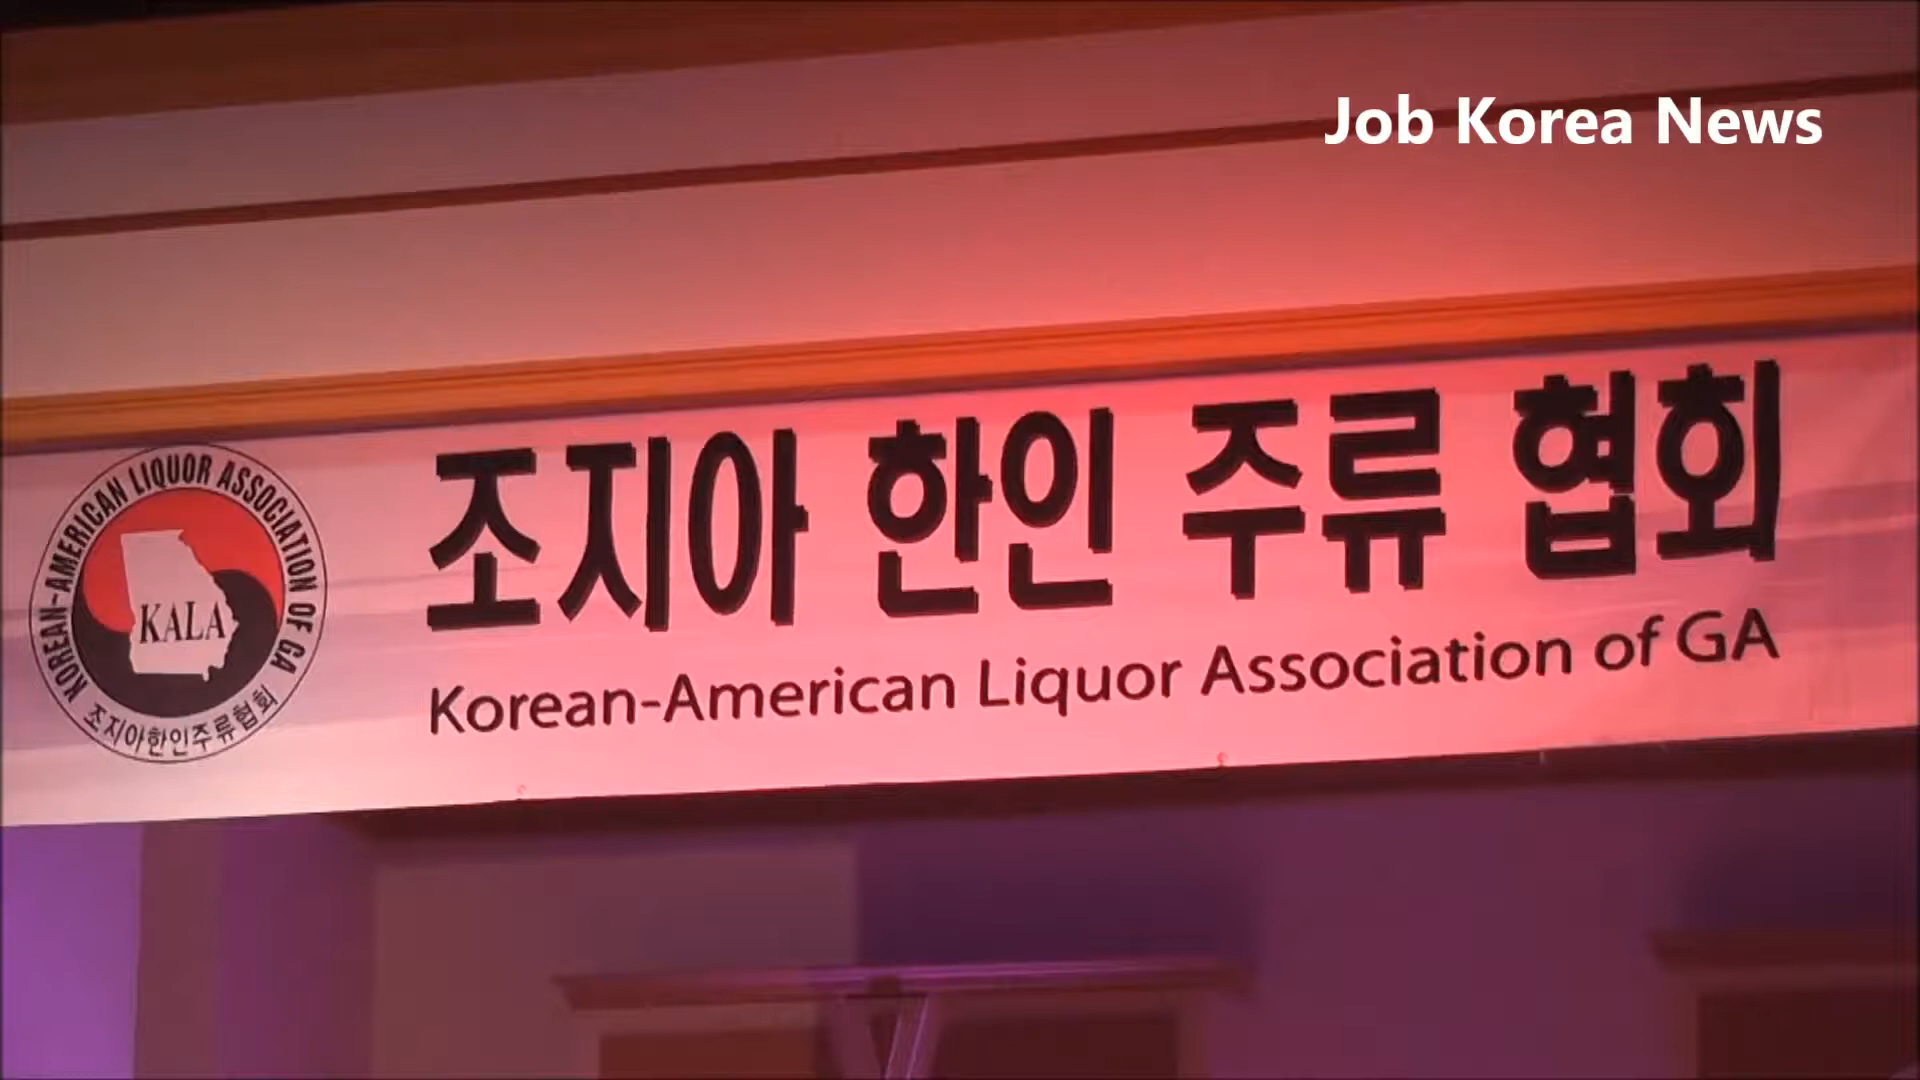 Job Korea News
조지아 한인 주류 협회
Korean-American Liquor Association of GA
KOREAN-AMERICAN LIQUOR ASSOCIATION OF GA
KALA
조지아한인주류협회